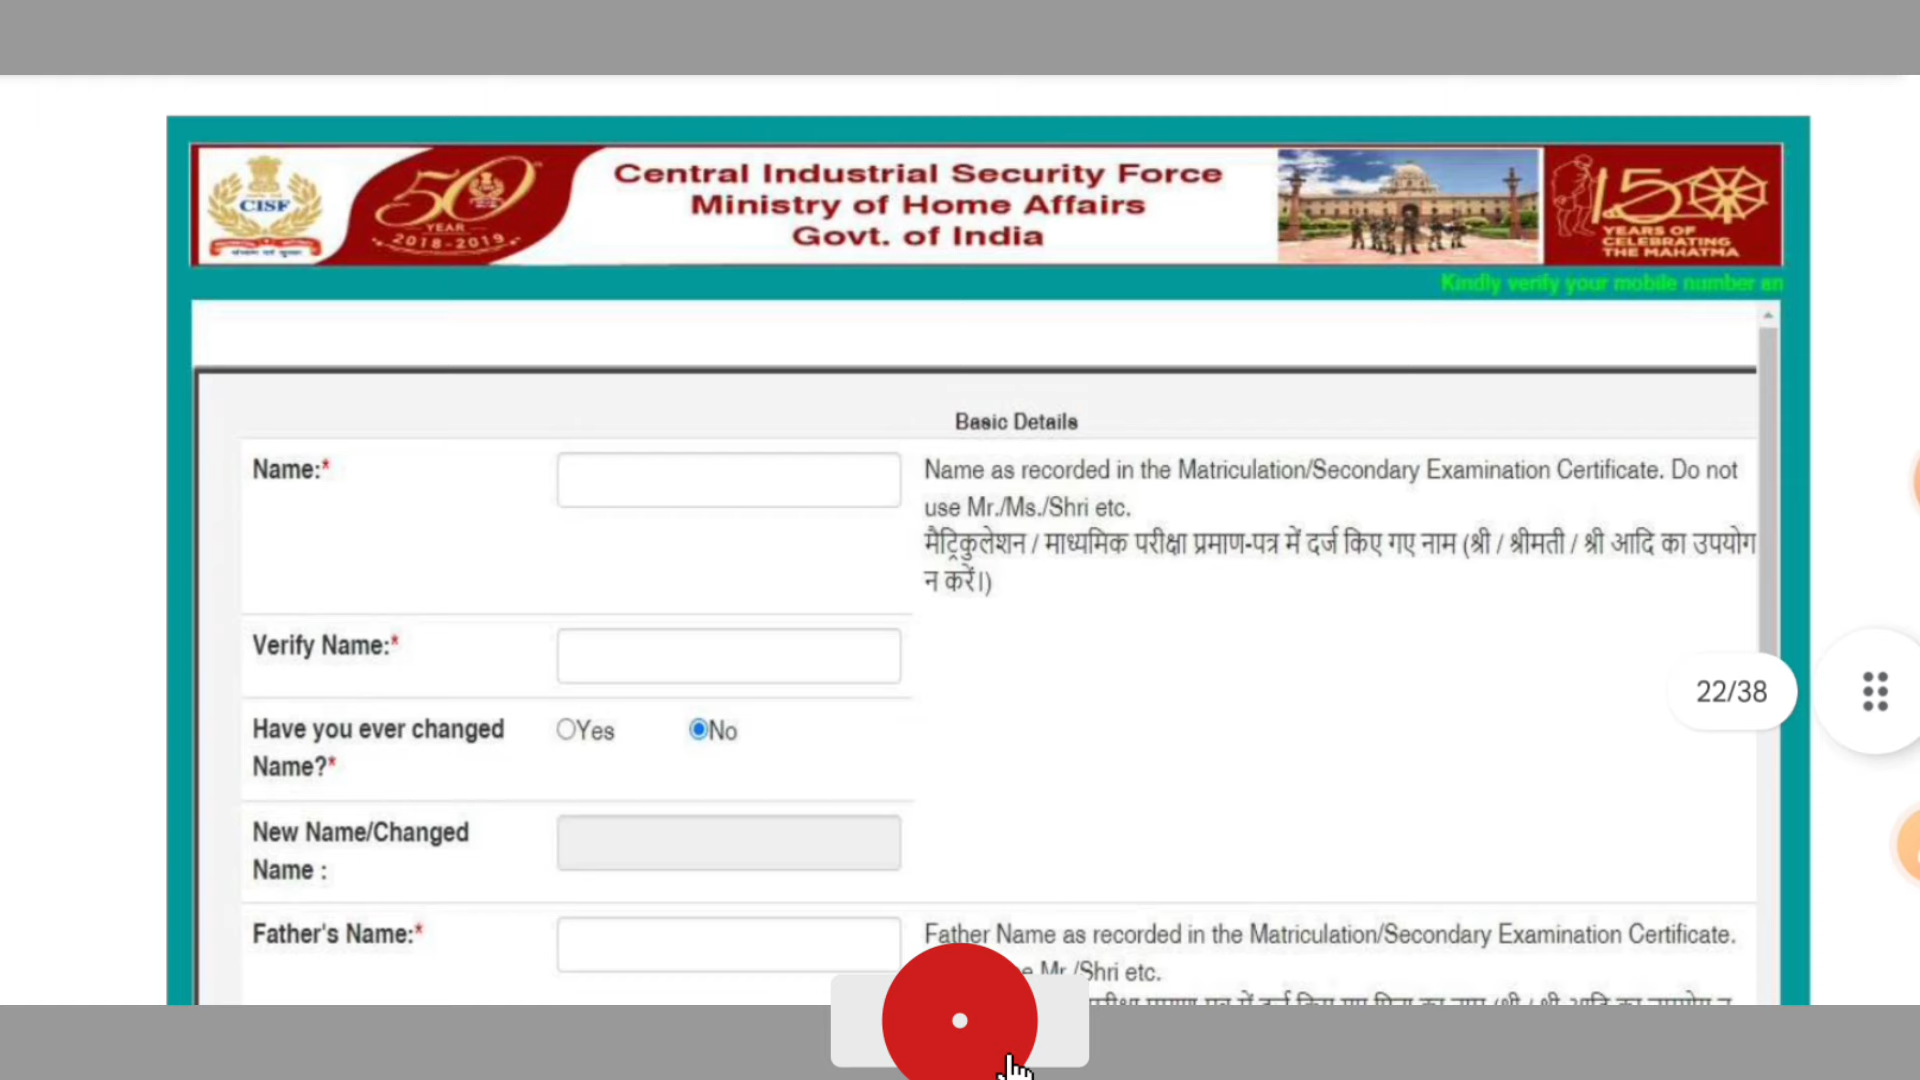 CISF
50
YEAR
2018-2019
Central Industrial Security Force
Ministry of Home Affairs
Govt. of India
150
YEARS OF
CELEBRATING
THE MAHATMA
Kindly verify your mobile number an
Basic Details
Name:*
Name as recorded in the Matriculation/Secondary Examination Certificate. Do not
use Mr./Ms./Shri etc.
मैट्रिकुलेशन / माध्यमिक परीक्षा प्रमाण-पत्र में दर्ज किए गए नाम (श्री / श्रीमती / श्री आदि का उपयोग
न करें।)
Verify Name:*
Have you ever changed
Name?*
Yes
No
22/38
New Name/Changed
Name :
Father's Name:*
Father Name as recorded in the Matriculation/Secondary Examination Certificate.
Mr./Shri etc.